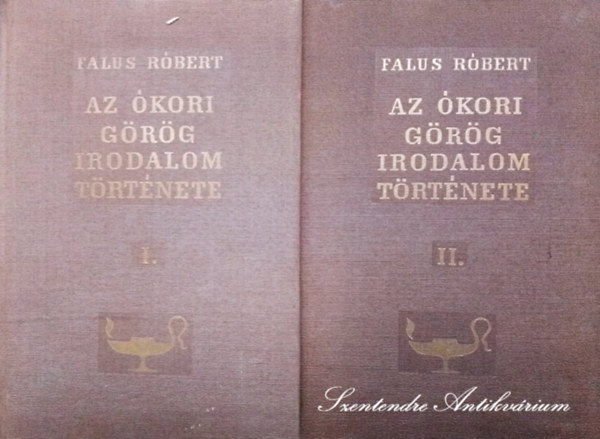 FALUS RÓBERT
AZ ÓKORI
GÖRÖG
IRODALOM
TÖRTÉNETE
I.
FALUS RÓBERT
AZ ÓKORI
GÖRÖG
IRODALOM
TÖRTÉNETE
II.
Szentendre Antikvárium